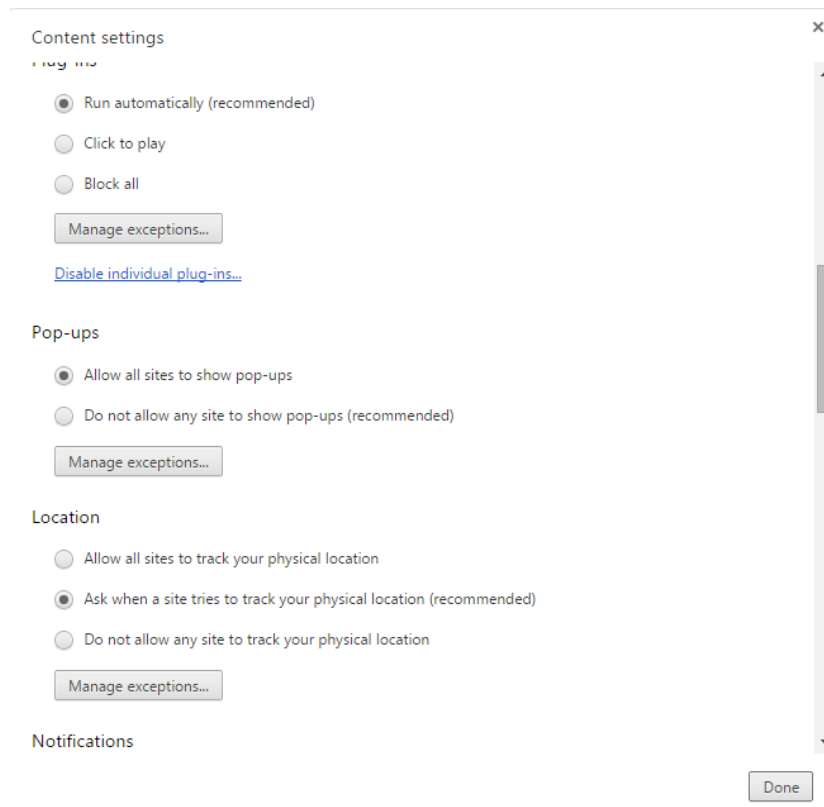 Content settings
Plug-ins
Run automatically (recommended)
Click to play
Block all
Manage exceptions...
Disable individual plug-ins...
Pop-ups
Allow all sites to show pop-ups
Do not allow any site to show pop-ups (recommended)
Manage exceptions...
Location
Allow all sites to track your physical location
Ask when a site tries to track your physical location (recommended)
Do not allow any site to track your physical location
Manage exceptions...
Notifications
Done